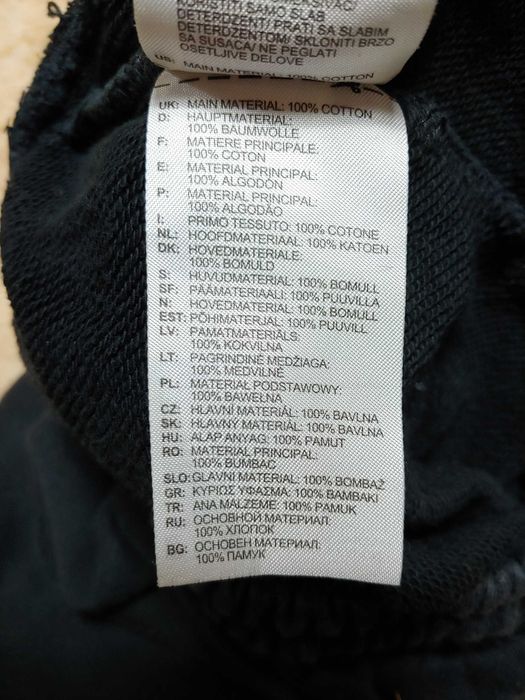 KORISTITI SAMO SLAB
DETERDZENT/ PRATI SA SLABIM
DETERDZENTOM/ SKLONITI BRZO
SA SUSACA/ NE PEGLATI
OSETLJIVE DELOVE
US: MAIN MATERIAL: 100% COTTON
UK: MAIN MATERIAL: 100% COTTON
D: HAUPTMATERIAL:
100% BAUMWOLLE
F: MATIERE PRINCIPALE:
100% COTON
E: MATERIAL PRINCIPAL:
100% ALGODÓN
P: MATERIAL PRINCIPAL:
100% ALGODÃO
I: PRIMO TESSUTO: 100% COTONE
NL: HOOFDMATERIAAL: 100% KATOEN
DK: HOVEDMATERIALE:
100% BOMULD
S: HUVUDMATERIAL: 100% BOMULL
SF: PÄÄMATERIAALI: 100% PUUVILLA
N: HOVEDMATERIAL: 100% BOMULL
EST: PÕHIMATERJAL: 100% PUUVILL
LV: PAMATMATERIĀLS:
100% KOKVILNA
LT: PAGRINDINĖ MEDŽIAGA:
100% MEDVILNĖ
PL: MATERIAŁ PODSTAWOWY:
100% BAWEŁNA
CZ: HLAVNÍ MATERIÁL: 100% BAVLNA
SK: HLAVNÝ MATERIÁL: 100% BAVLNA
HU: ALAP ANYAG: 100% PAMUT
RO: MATERIAL PRINCIPAL:
100% BUMBAC
SLO: GLAVNI MATERIAL: 100% BOMBAŽ
GR: ΚΥΡΙΟΣ ΥΦΑΣΜΑ: 100% ΒΑΜΒΑΚΙ
TR: ANA MALZEME: 100% PAMUK
RU: ОСНОВНОЙ МАТЕРИАЛ:
100% ХЛОПОК
BG: ОСНОВЕН МАТЕРИАЛ:
100% ПАМУК